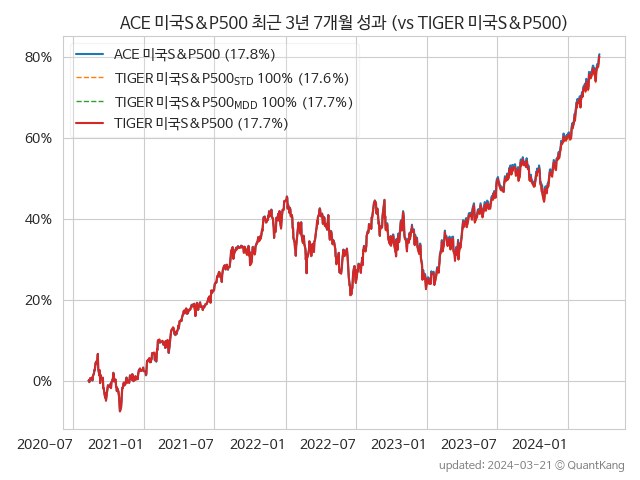 ACE 미국S&P500 최근 3년 7개월 성과 (vs TIGER 미국S&P500)
ACE 미국S&P500 (17.8%)
TIGER 미국S&P500STD 100% (17.6%)
TIGER 미국S&P500MDD 100% (17.7%)
TIGER 미국S&P500 (17.7%)
80%
60%
40%
20%
0%
2020-07 2021-01 2021-07 2022-01 2022-07 2023-01 2023-07 2024-01
updated: 2024-03-21 © QuantKang